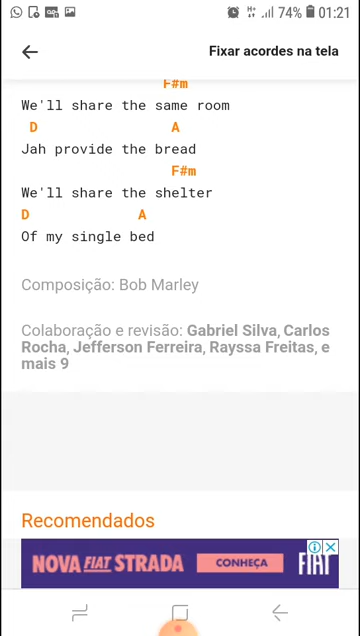 74% 01:21
Fixar acordes na tela
F#m
We'll share the same room
D A
Jah provide the bread
F#m
We'll share the shelter
D A
Of my single bed
Composição: Bob Marley
Colaboração e revisão: Gabriel Silva, Carlos
Rocha, Jefferson Ferreira, Rayssa Freitas, e
mais 9
Recomendados
NOVA FIAT STRADA CONHEÇA FIAT